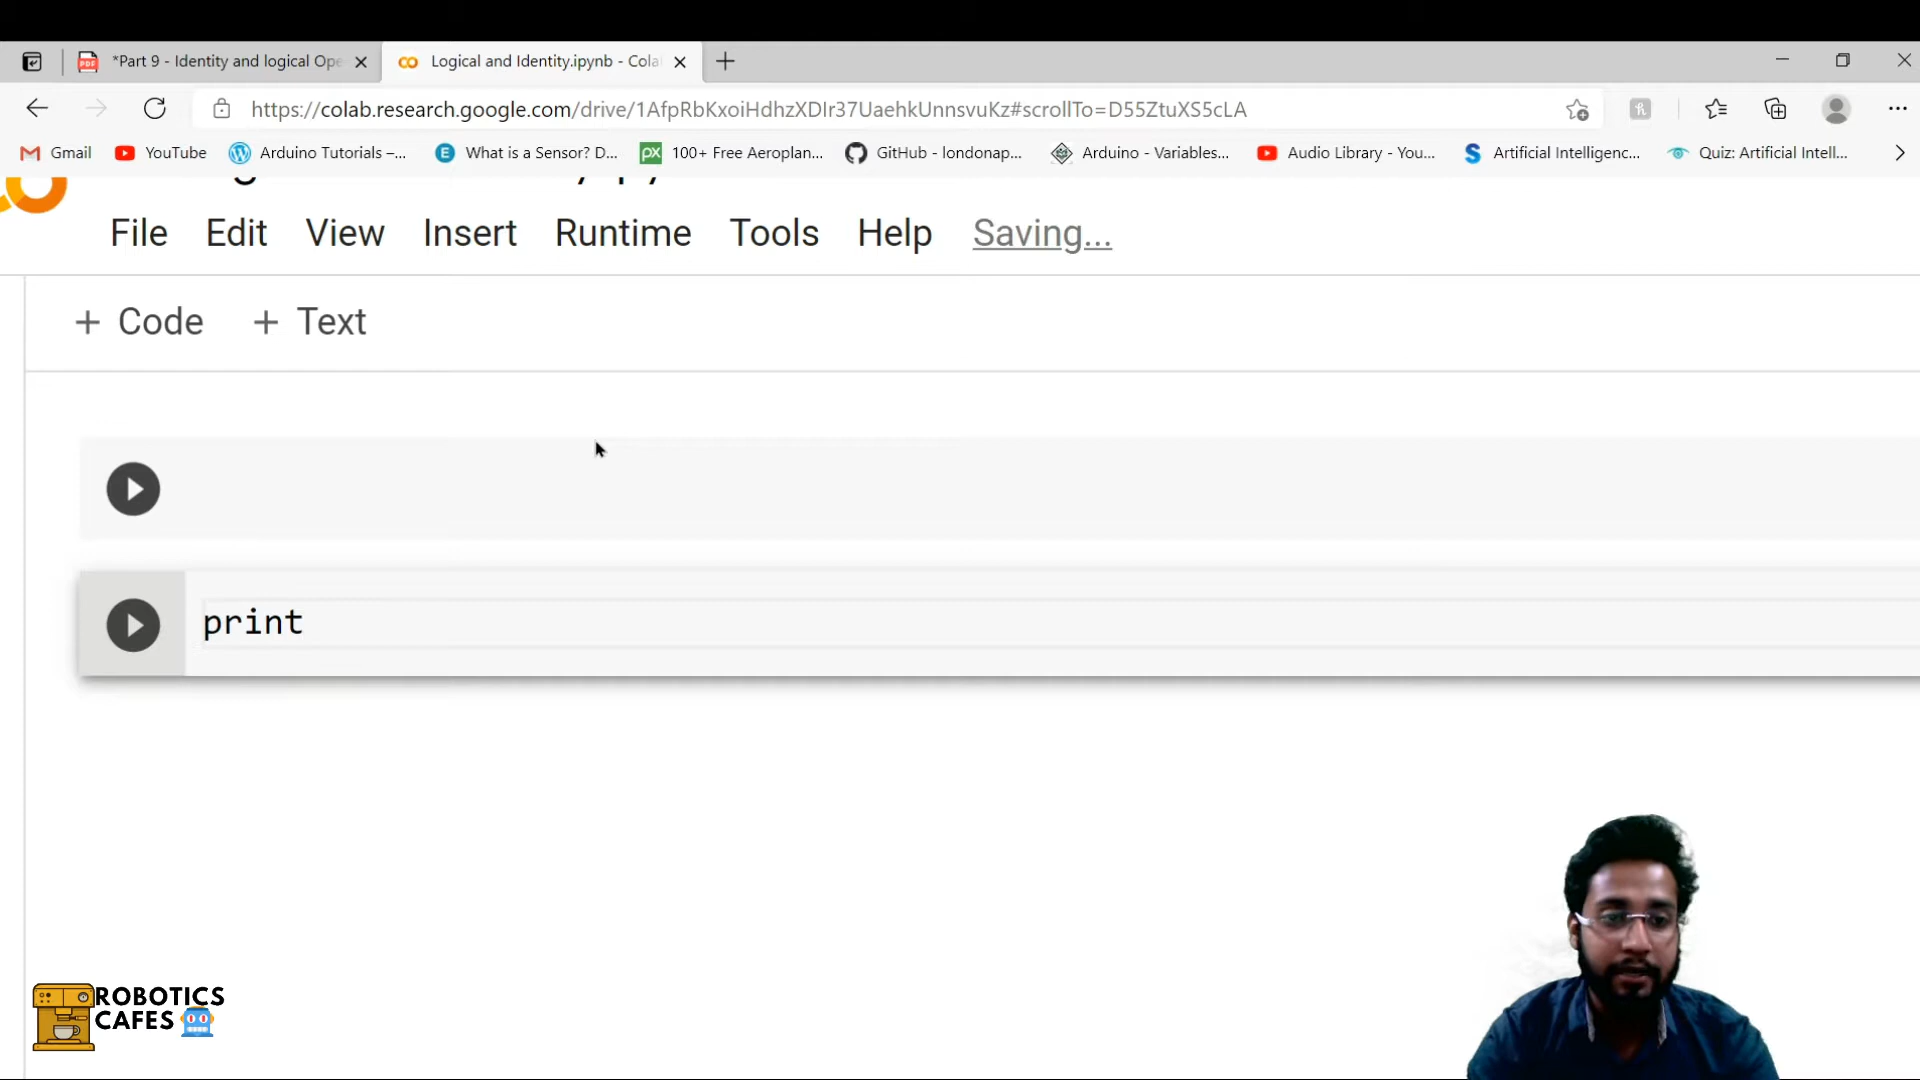 *Part 9 - Identity and logical Ope
Logical and Identity.ipynb - Cola
https://colab.research.google.com/drive/1AfpRbKxoiHdhzXDIr37UaehkUnnsvuKz#scrollTo=D55ZtuXS5cLA
Gmail YouTube Arduino Tutorials –... What is a Sensor? D... 100+ Free Aeroplan... GitHub - londonap... Arduino - Variables... Audio Library - You... Artificial Intelligenc... Quiz: Artificial Intell...
File Edit View Insert Runtime Tools Help Saving...
+ Code + Text
print
ROBOTICS
CAFES